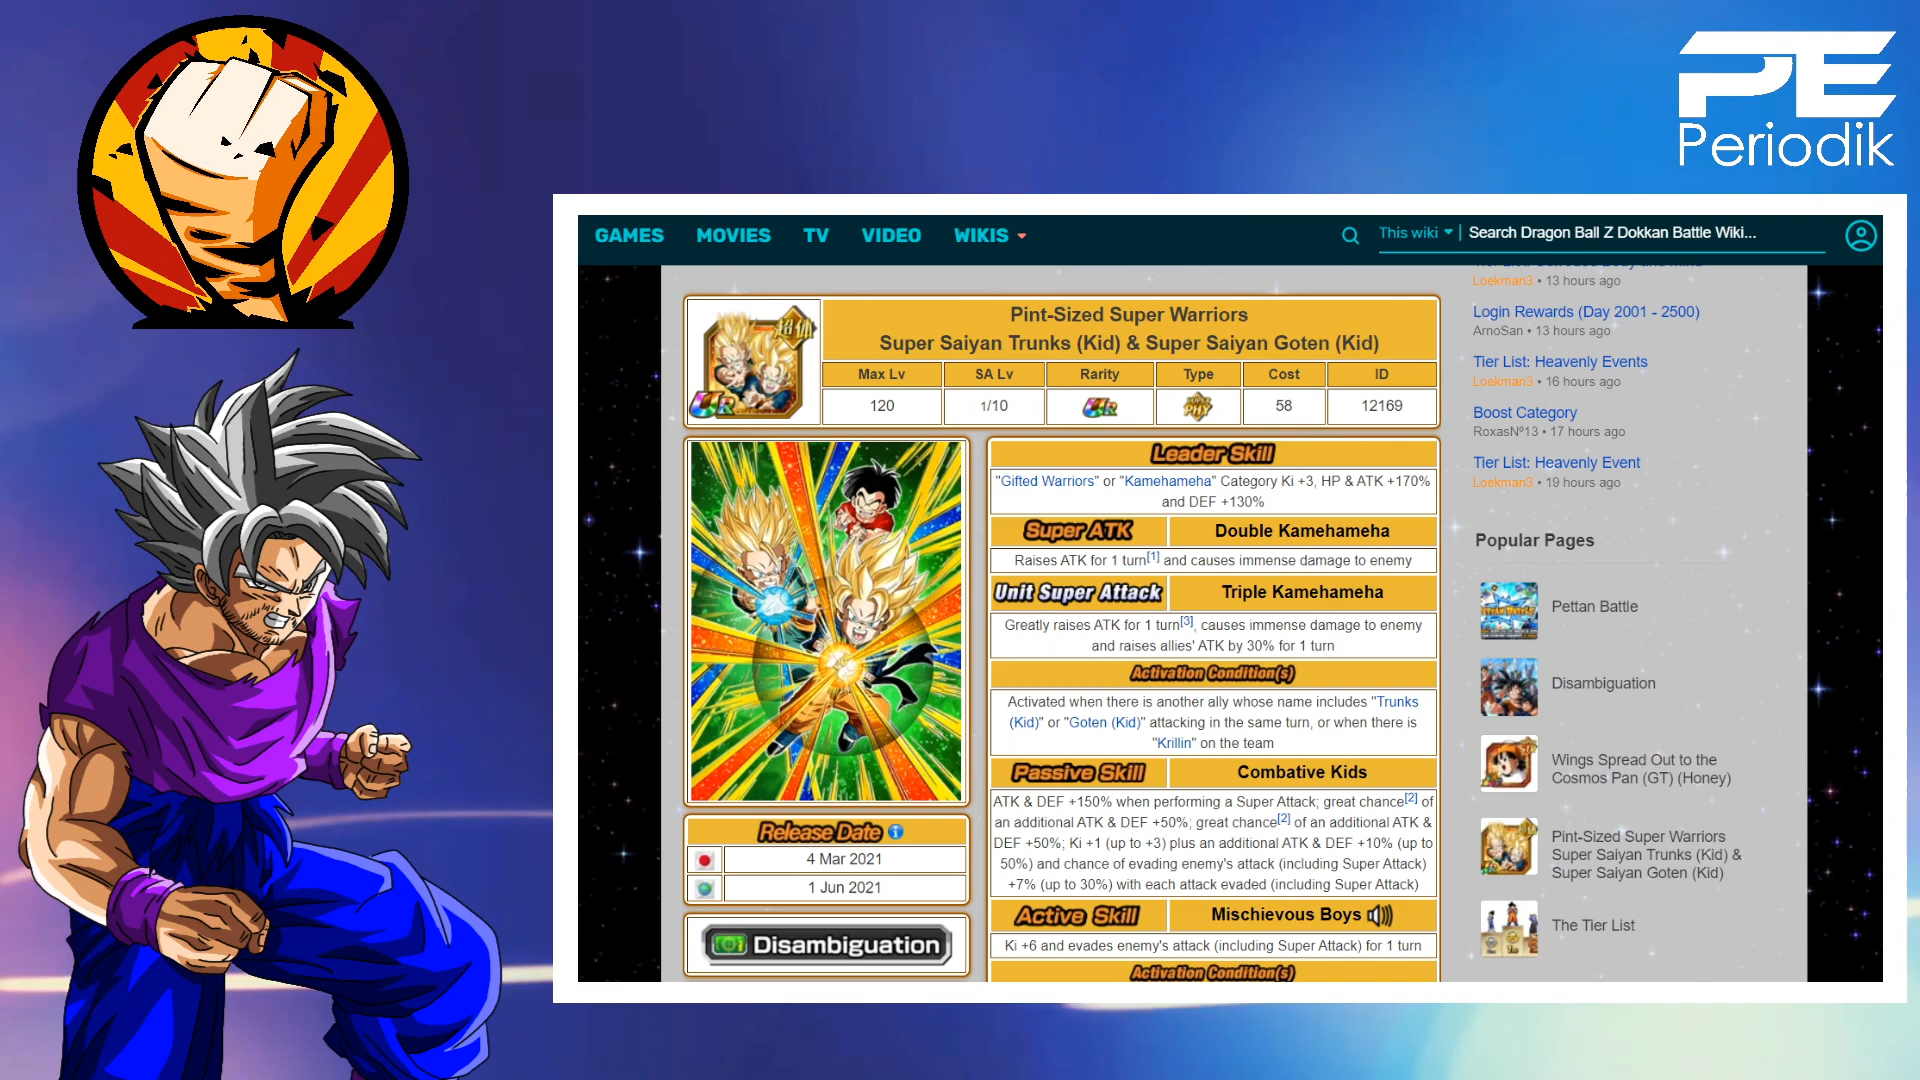 PE
Periodik
GAMES MOVIES TV VIDEO WIKIS
This wiki Search Dragon Ball Z Dokkan Battle Wiki...
Pint-Sized Super Warriors
Super Saiyan Trunks (Kid) & Super Saiyan Goten (Kid)
Max Lv SA Lv Rarity Type Cost ID
120 1/10 UR SUPER PHY 58 12169
超体
UR
Leader Skill
"Gifted Warriors" or "Kamehameha" Category Ki +3, HP & ATK +170%
and DEF +130%
Super ATK Double Kamehameha
Raises ATK for 1 turn[1] and causes immense damage to enemy
Unit Super Attack Triple Kamehameha
Greatly raises ATK for 1 turn[3], causes immense damage to enemy
and raises allies' ATK by 30% for 1 turn
Activation Condition(s)
Activated when there is another ally whose name includes "Trunks
(Kid)" or "Goten (Kid)" attacking in the same turn, or when there is
"Krillin" on the team
Passive Skill Combative Kids
ATK & DEF +150% when performing a Super Attack; great chance[2] of
an additional ATK & DEF +50%; great chance[2] of an additional ATK &
DEF +50%; Ki +1 (up to +3) plus an additional ATK & DEF +10% (up to
50%) and chance of evading enemy's attack (including Super Attack)
+7% (up to 30%) with each attack evaded (including Super Attack)
Active Skill Mischievous Boys
Ki +6 and evades enemy's attack (including Super Attack) for 1 turn
Activation Condition(s)
Release Date
4 Mar 2021
1 Jun 2021
Disambiguation
Loekman3 • 13 hours ago
Login Rewards (Day 2001 - 2500)
ArnoSan • 13 hours ago
Tier List: Heavenly Events
Loekman3 • 16 hours ago
Boost Category
RoxasNº13 • 17 hours ago
Tier List: Heavenly Event
Loekman3 • 19 hours ago
Popular Pages
Pettan Battle
Disambiguation
Wings Spread Out to the
Cosmos Pan (GT) (Honey)
Pint-Sized Super Warriors
Super Saiyan Trunks (Kid) &
Super Saiyan Goten (Kid)
The Tier List